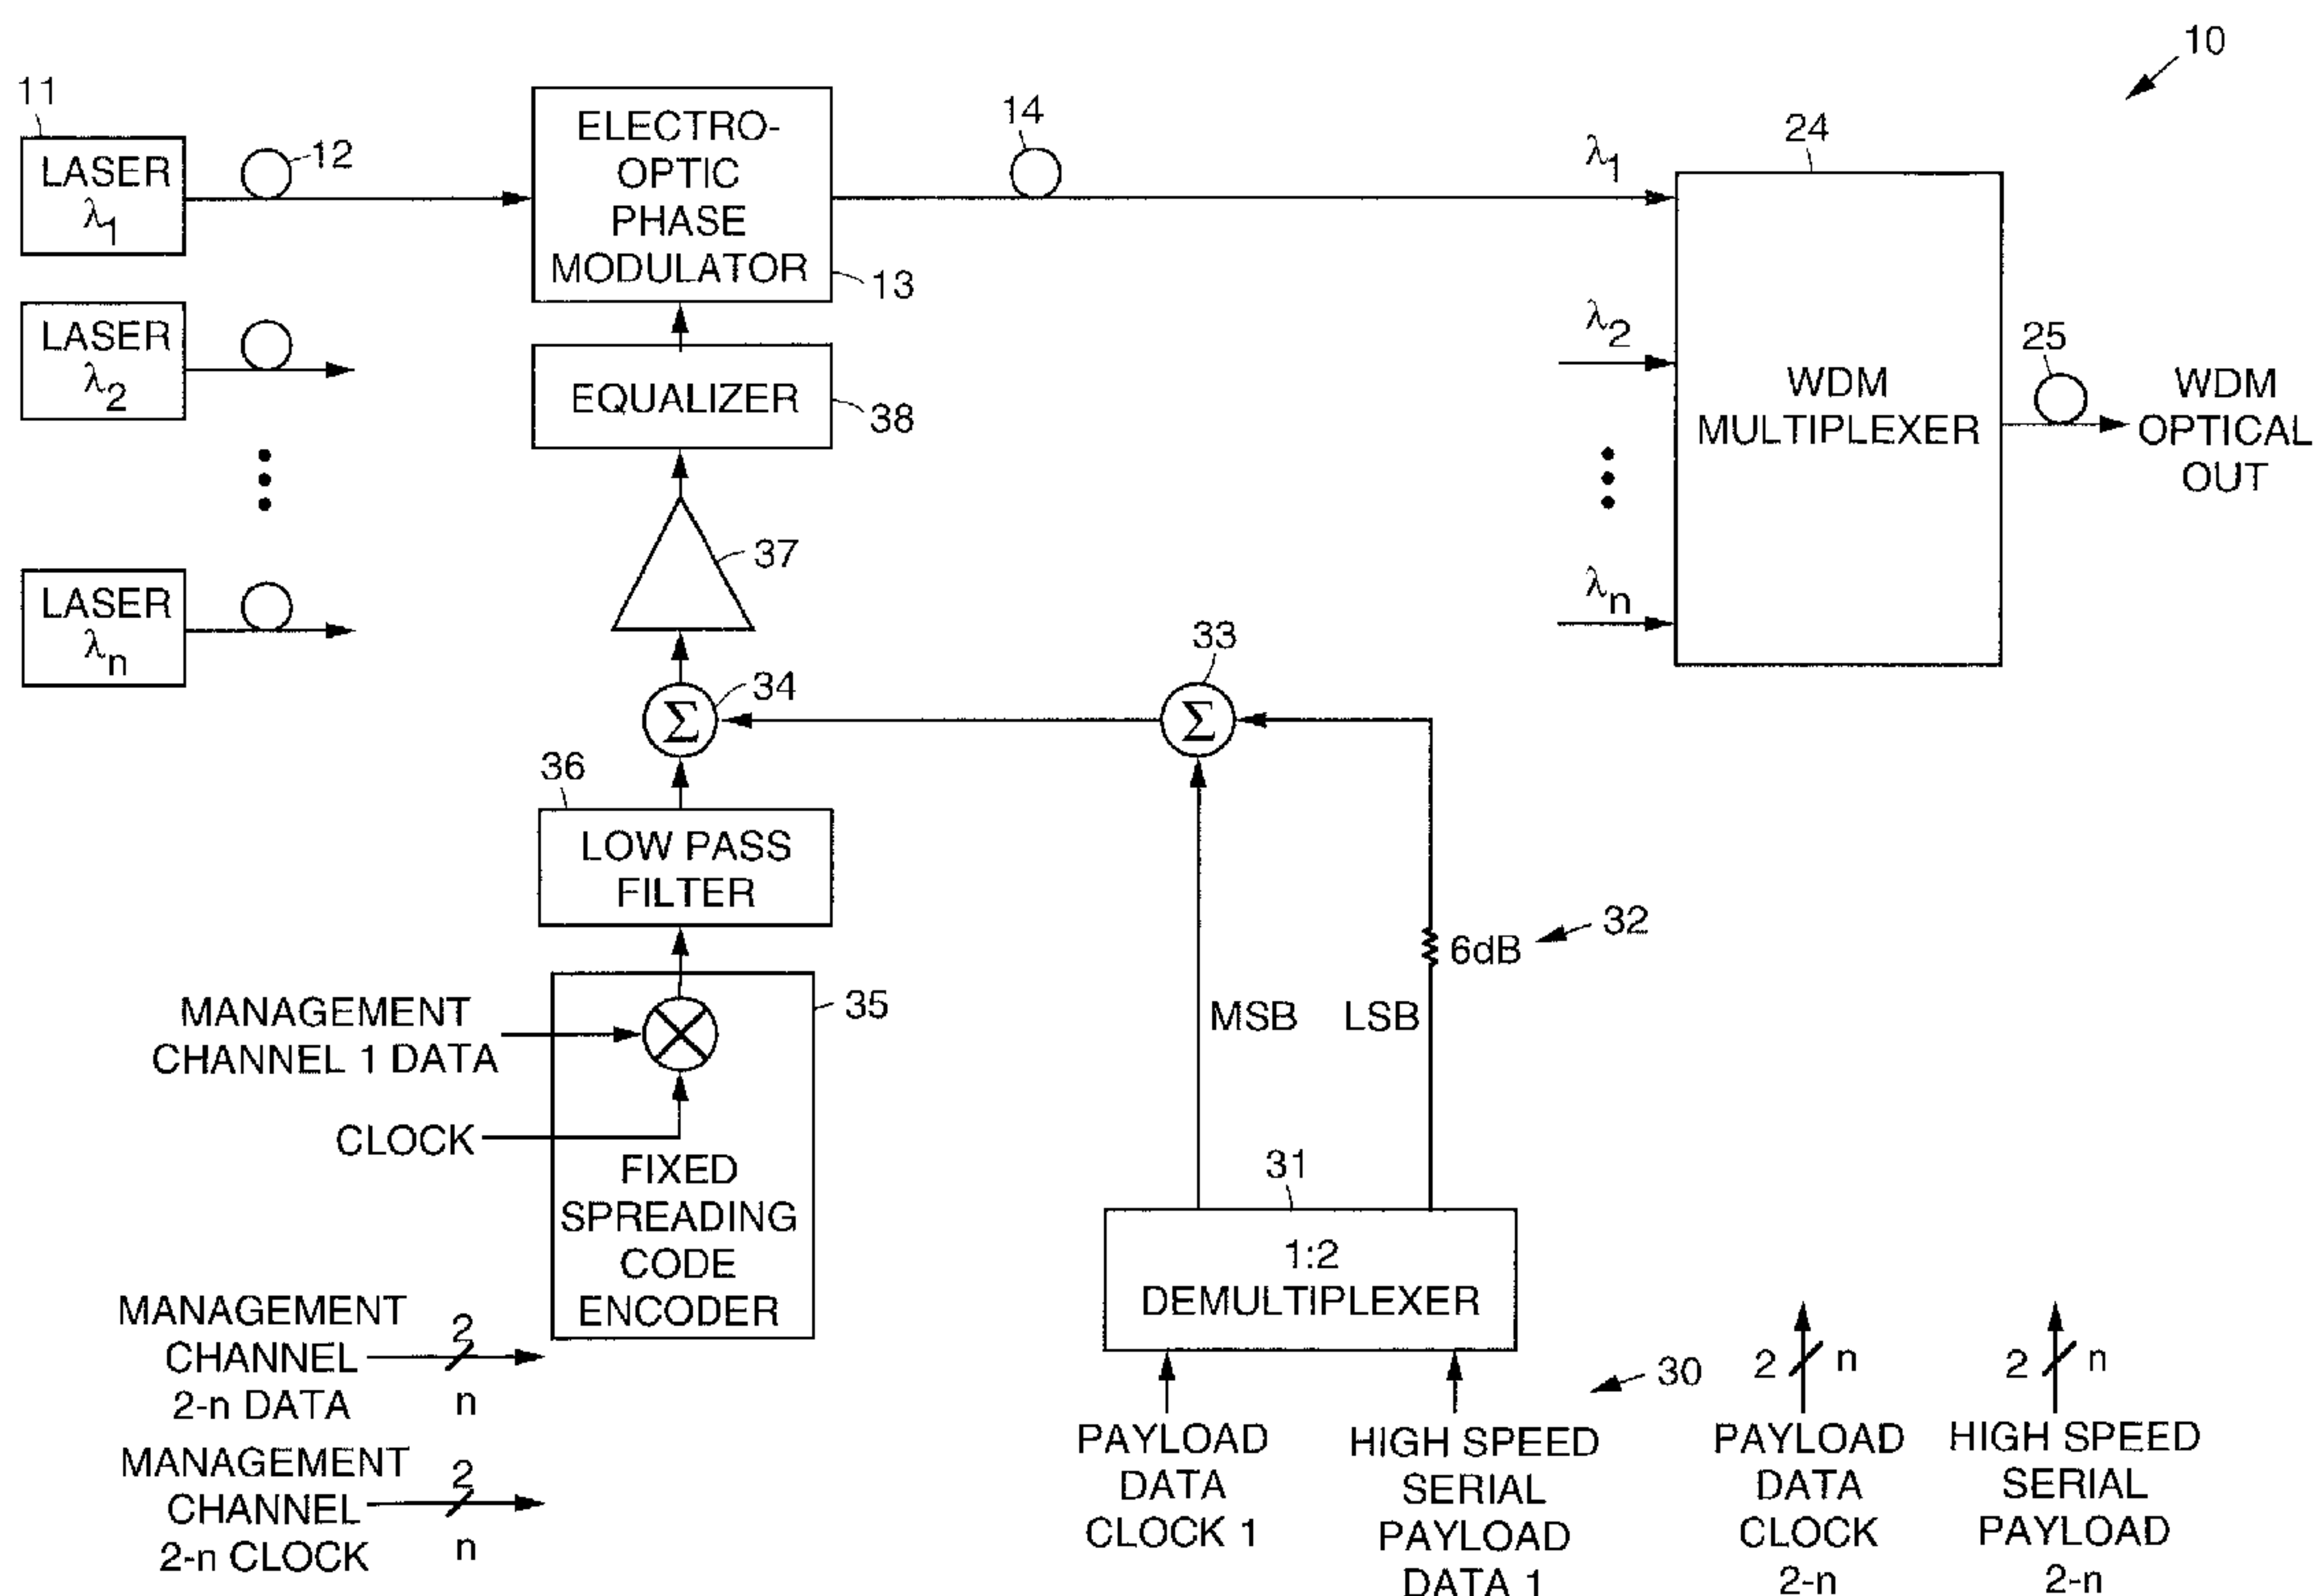 10
11
LASER
λ1
12
ELECTRO-
OPTIC
PHASE
MODULATOR
13
14
λ1
24
LASER
λ2
EQUALIZER
38
λ2
WDM
MULTIPLEXER
25
WDM
OPTICAL
OUT
37
LASER
λn
λn
34
Σ
33
Σ
36
LOW PASS
FILTER
32
6dB
MSB
LSB
35
MANAGEMENT
CHANNEL 1 DATA
CLOCK
FIXED
SPREADING
CODE
ENCODER
31
1:2
DEMULTIPLEXER
MANAGEMENT
CHANNEL
2-n DATA
2
n
MANAGEMENT
CHANNEL
2-n CLOCK
2
n
30
PAYLOAD
DATA
CLOCK 1
HIGH SPEED
SERIAL
PAYLOAD
DATA 1
2 n
PAYLOAD
DATA
CLOCK
2-n
2 n
HIGH SPEED
SERIAL
PAYLOAD
2-n